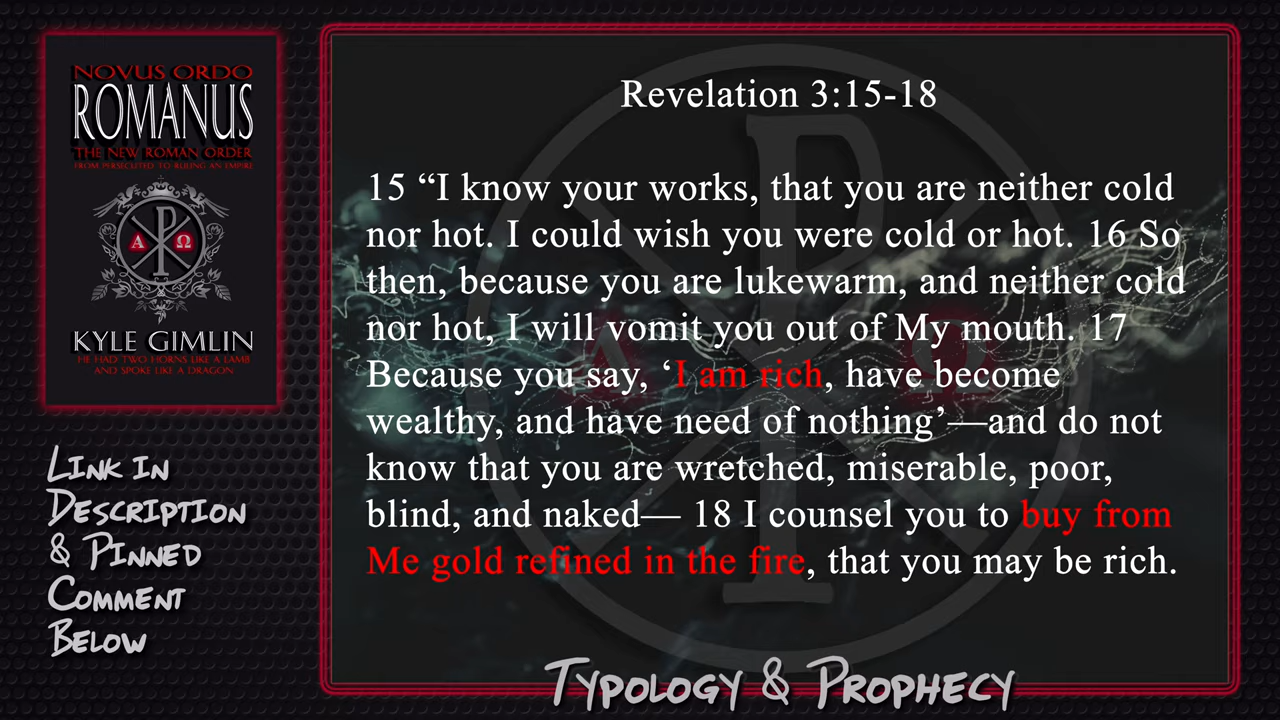 NOVUS ORDO
ROMANUS
THE NEW ROMAN ORDER
FROM PERSECUTED TO RULING AN EMPIRE
Α Ω
KYLE GIMLIN
HE HAD TWO HORNS LIKE A LAMB
AND SPOKE LIKE A DRAGON
Link in
Description
& Pinned
Comment
Below
Revelation 3:15-18
15 “I know your works, that you are neither cold
nor hot. I could wish you were cold or hot. 16 So
then, because you are lukewarm, and neither cold
nor hot, I will vomit you out of My mouth. 17
Because you say, ‘I am rich, have become
wealthy, and have need of nothing’—and do not
know that you are wretched, miserable, poor,
blind, and naked— 18 I counsel you to buy from
Me gold refined in the fire, that you may be rich.
Typology & Prophecy